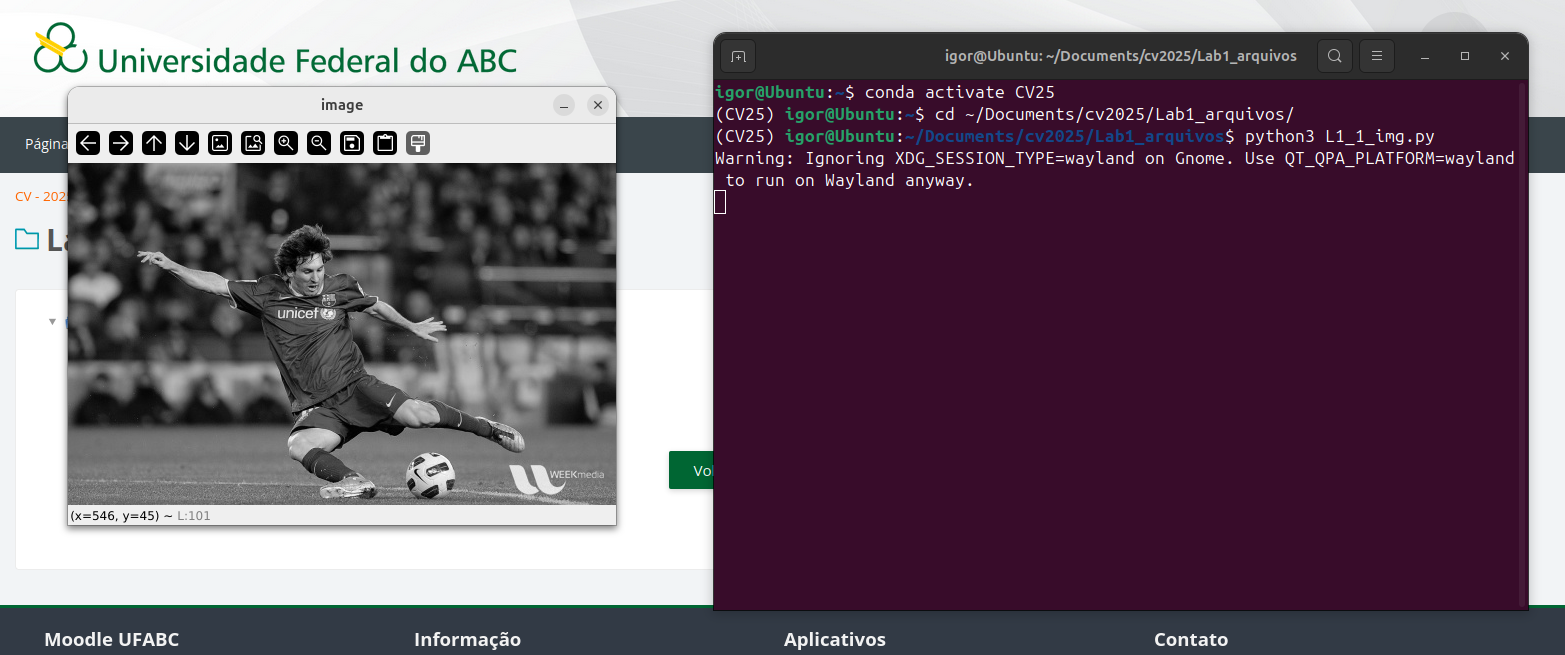 Universidade Federal do ABC
Página
CV - 202
La
Vo
image
unicef
WEEKmedia
(x=546, y=45) ~ L:101
igor@Ubuntu: ~/Documents/cv2025/Lab1_arquivos
igor@Ubuntu:~$ conda activate CV25
(CV25) igor@Ubuntu:~$ cd ~/Documents/cv2025/Lab1_arquivos/
(CV25) igor@Ubuntu:~/Documents/cv2025/Lab1_arquivos$ python3 L1_1_img.py
Warning: Ignoring XDG_SESSION_TYPE=wayland on Gnome. Use QT_QPA_PLATFORM=wayland
to run on Wayland anyway.
Moodle UFABC
Informação
Aplicativos
Contato